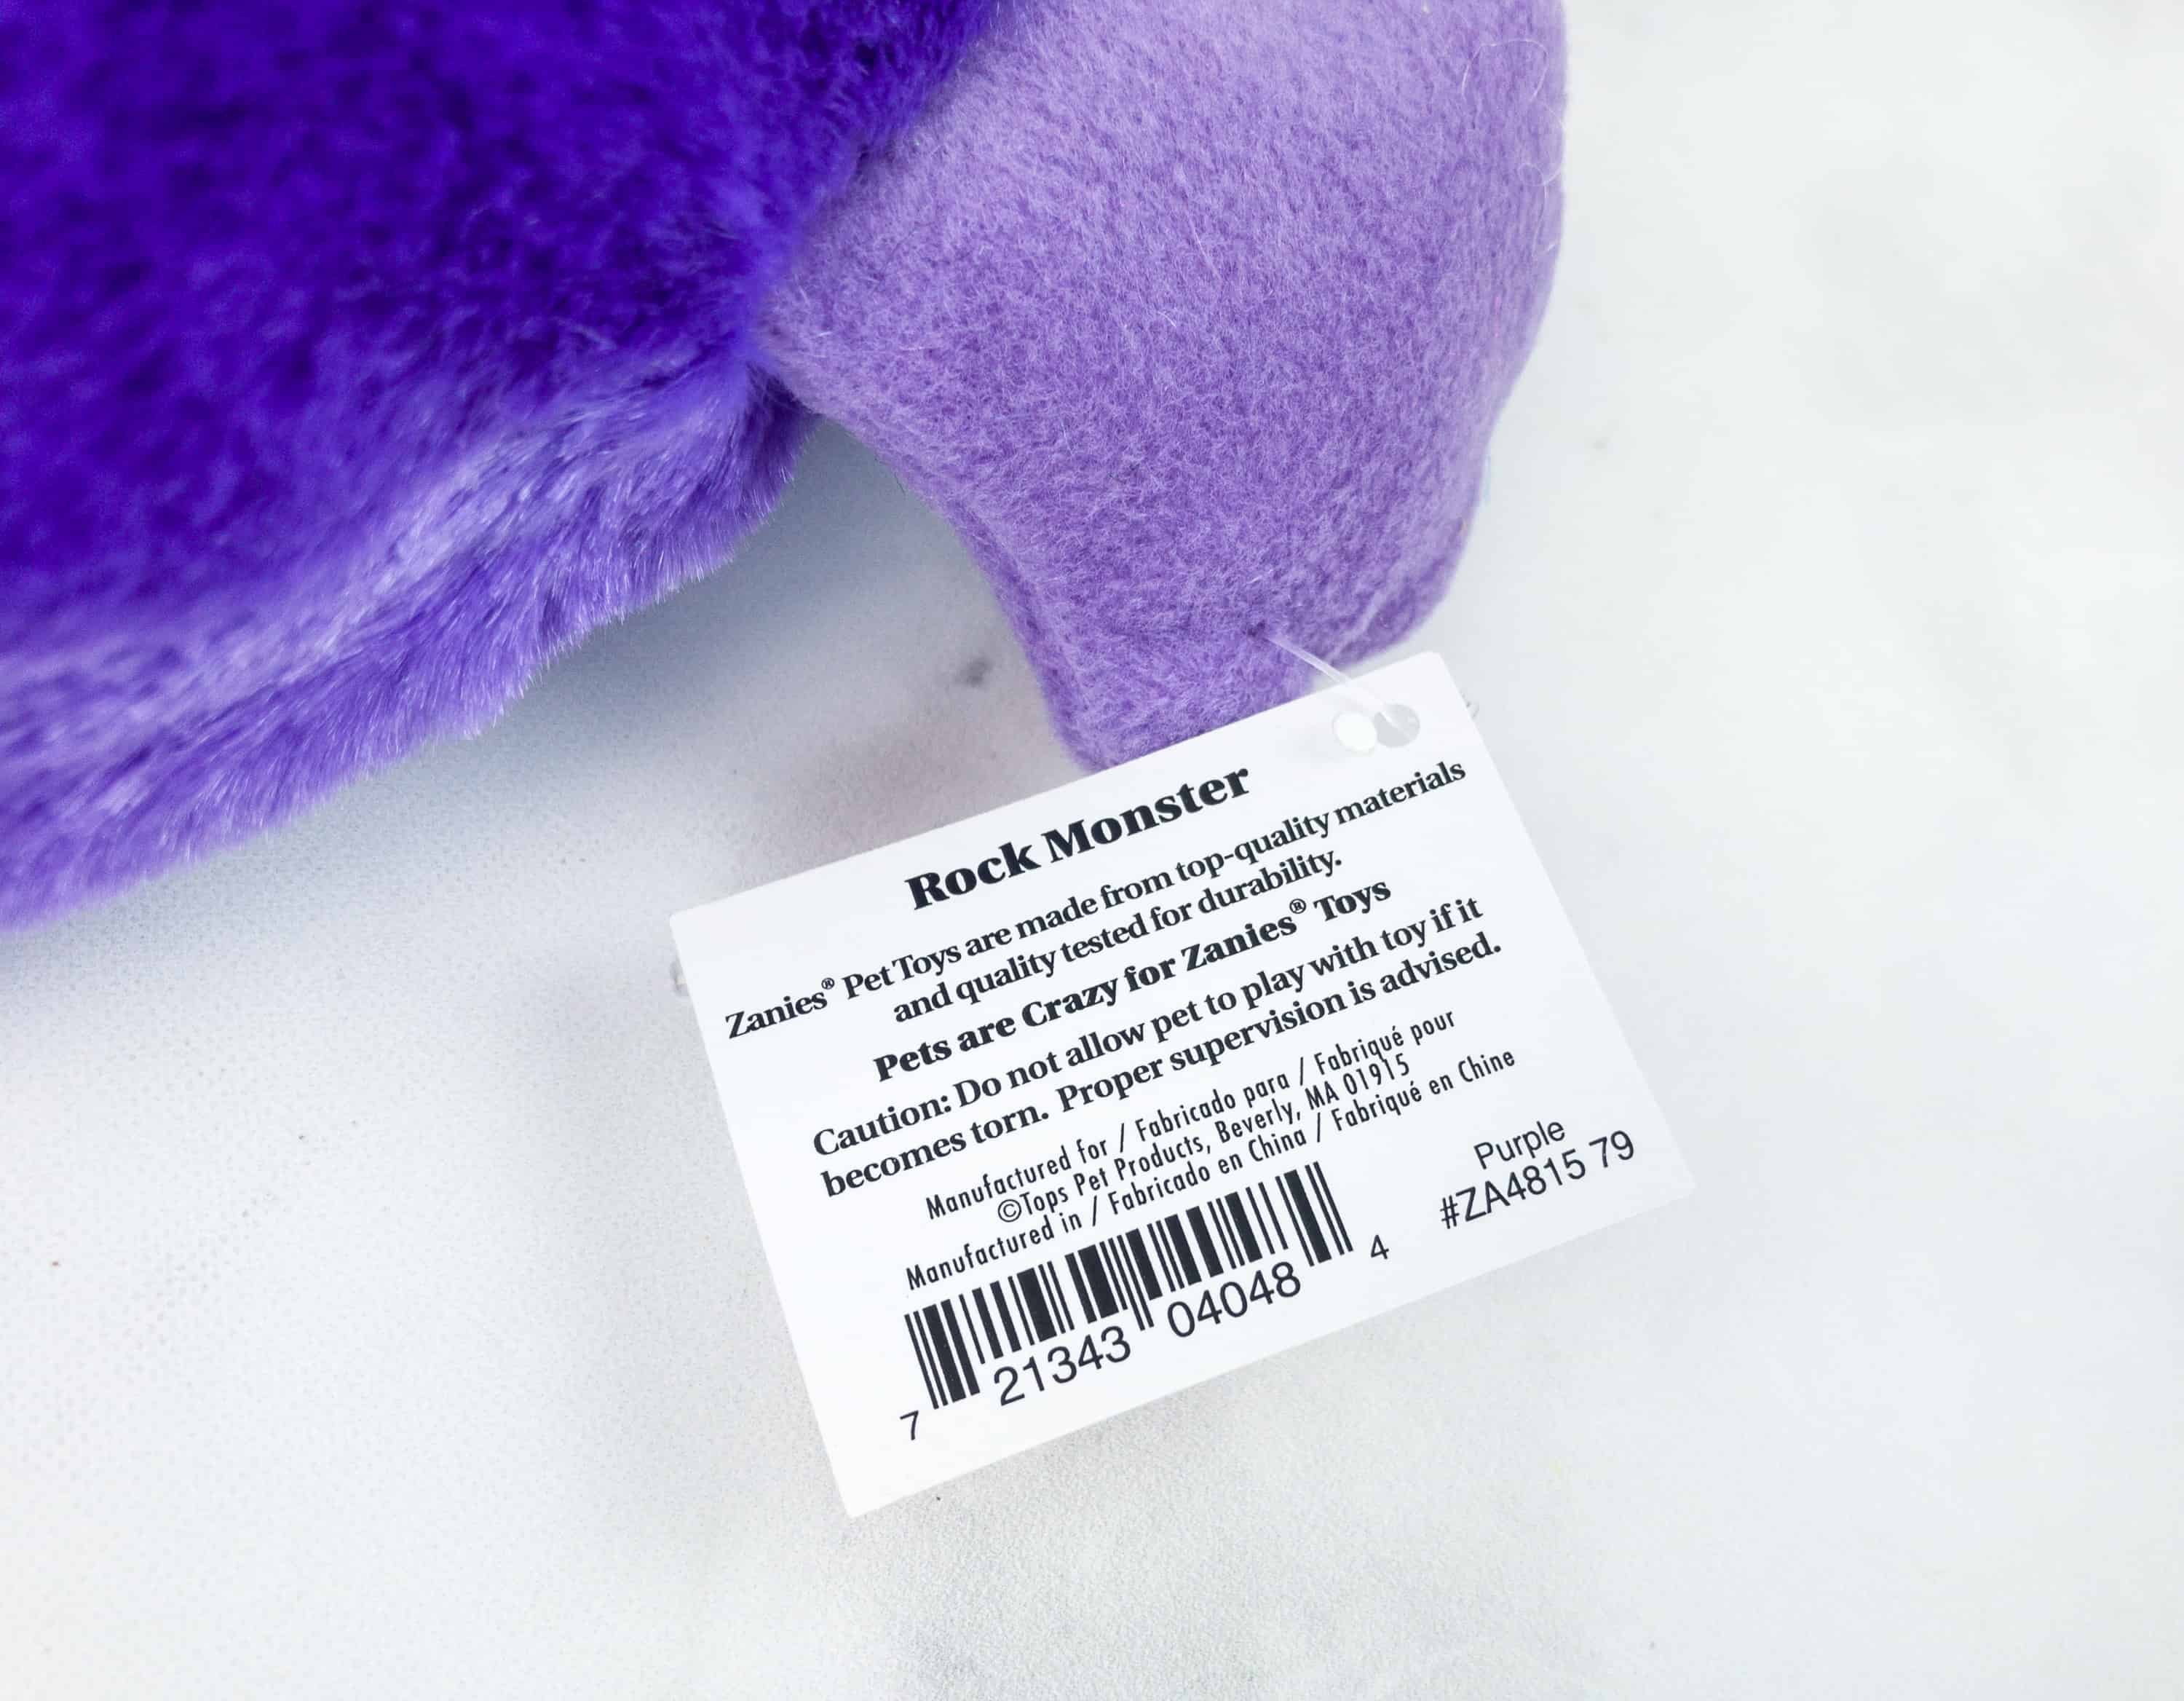 Rock Monster
Zanies® Pet Toys are made from top-quality materials
and quality tested for durability.
Pets are Crazy for Zanies® Toys
Caution: Do not allow pet to play with toy if it
becomes torn. Proper supervision is advised.
Manufactured for / Fabricado para / Fabriqué pour
©Tops Pet Products, Beverly, MA 01915
Manufactured in / Fabricado en China / Fabriqué en Chine
Purple
#ZA4815 79
7 21343 04048 4